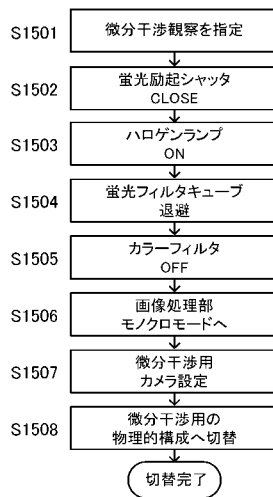 S1501 微分干渉観察を指定
S1502 蛍光励起シャッタ
CLOSE
S1503 ハロゲンランプ
ON
S1504 蛍光フィルタキューブ
退避
S1505 カラーフィルタ
OFF
S1506 画像処理部
モノクロモードへ
S1507 微分干渉用
カメラ設定
S1508 微分干渉用の
物理的構成へ切替
切替完了